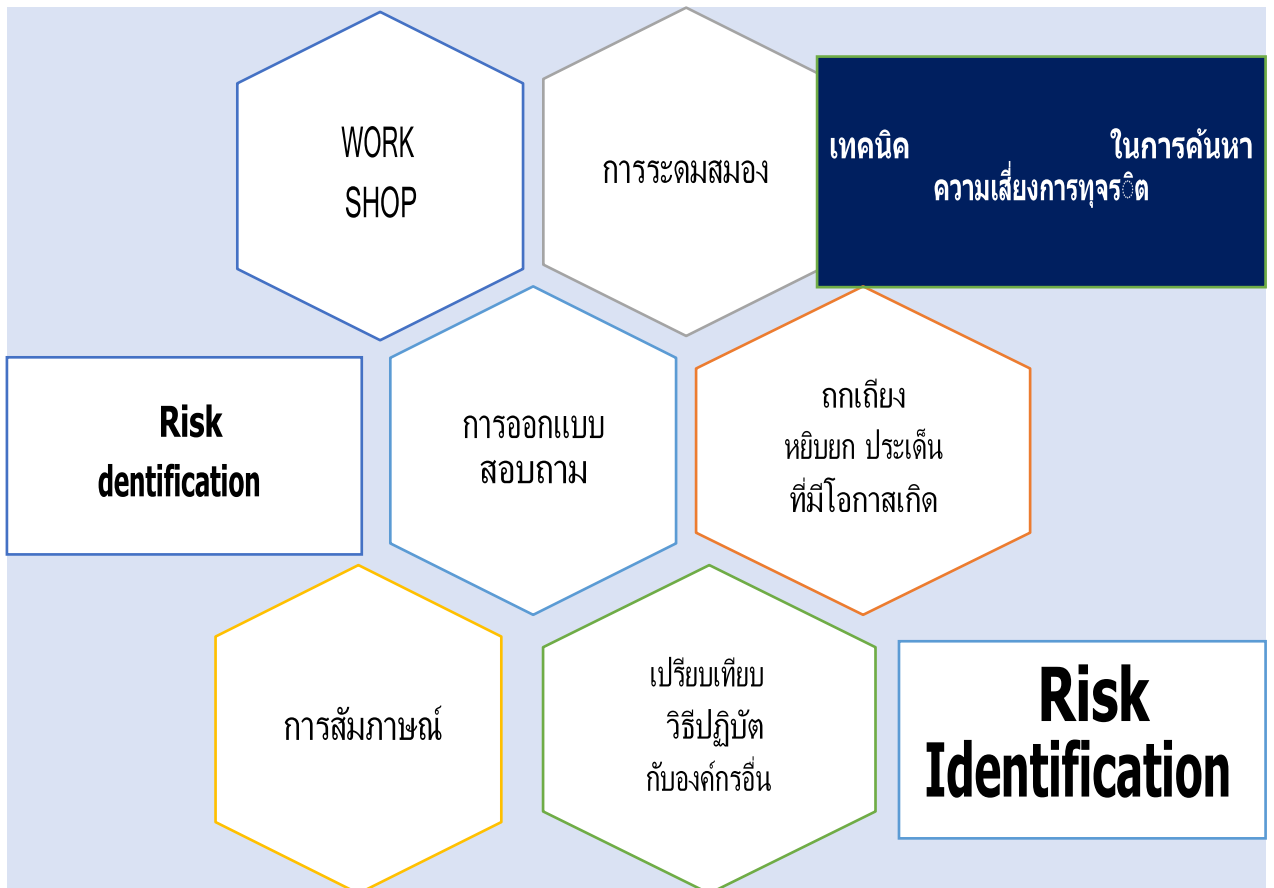 WORK
SHOP
การระดมสมอง
เทคนิค ในการค้นหา
ความเสี่ยงการทุจริต
Risk
dentification
การออกแบบ
สอบถาม
ถกเถียง
หยิบยก ประเด็น
ที่มีโอกาสเกิด
การสัมภาษณ์
เปรียบเทียบ
วิธีปฏิบัต
กับองค์กรอื่น
Risk
Identification